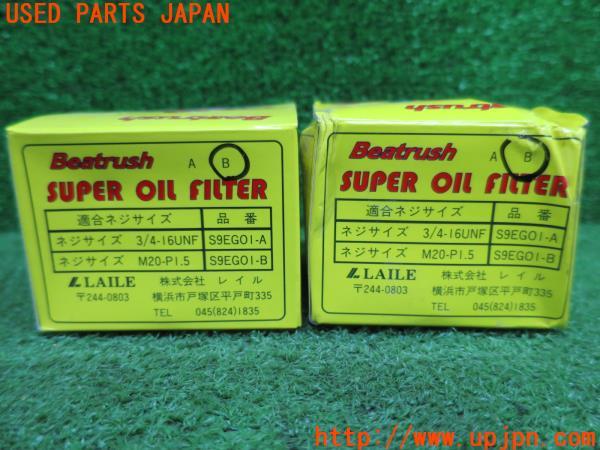 USED PARTS JAPAN
Beatrush
Beatrush A B
SUPER OIL FILTER
適合ネジサイズ 品番
ネジサイズ 3/4-16UNF S9EG01-A
ネジサイズ M20-P1.5 S9EG01-B
LAILE 株式会社 レイル
〒244-0803 横浜市戸塚区平戸町335
TEL 045(824)1835
Beatrush
Beatrush A B
SUPER OIL FILTER
適合ネジサイズ 品番
ネジサイズ 3/4-16UNF S9EG01-A
ネジサイズ M20-P1.5 S9EG01-B
LAILE 株式会社 レイル
〒244-0803 横浜市戸塚区平戸町335
TEL 045(824)1835
USED PARTS JAPAN http://www.upjpn.com/